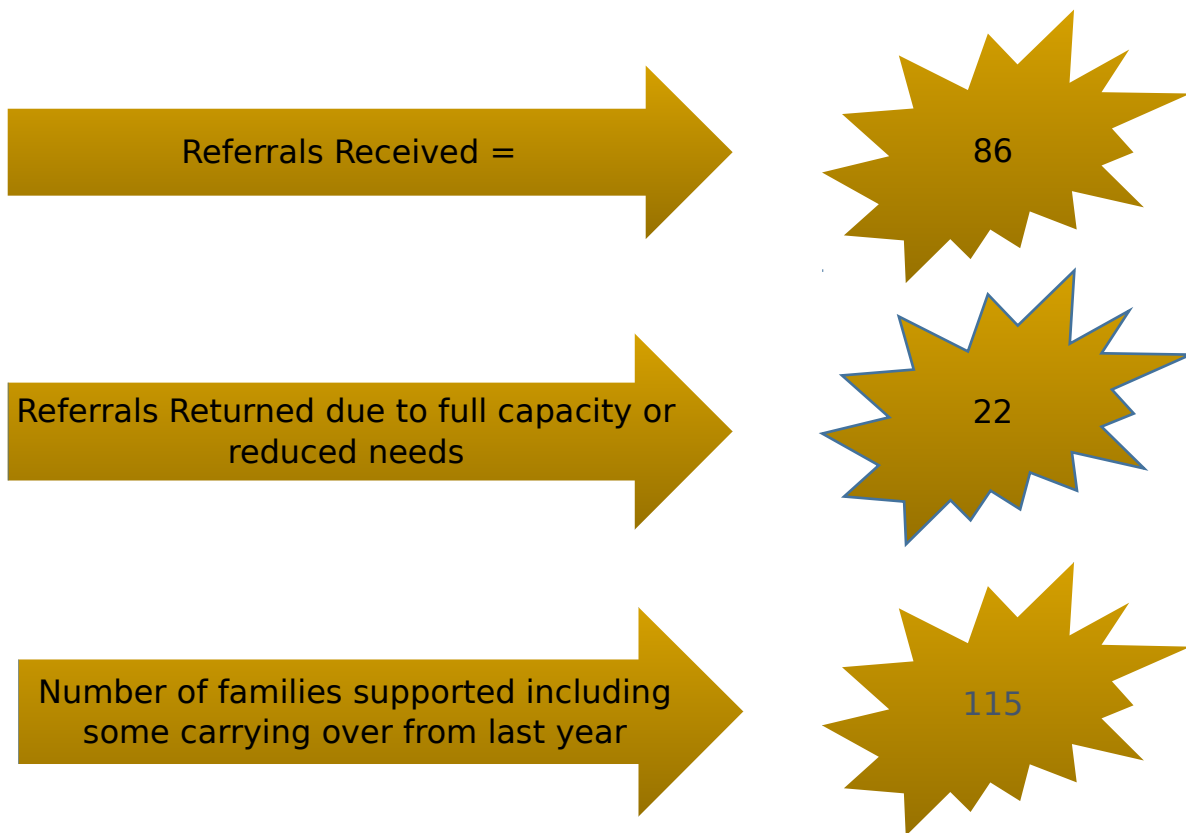 Referrals Received =
86
Referrals Returned due to full capacity or
reduced needs
22
Number of families supported including
some carrying over from last year
115